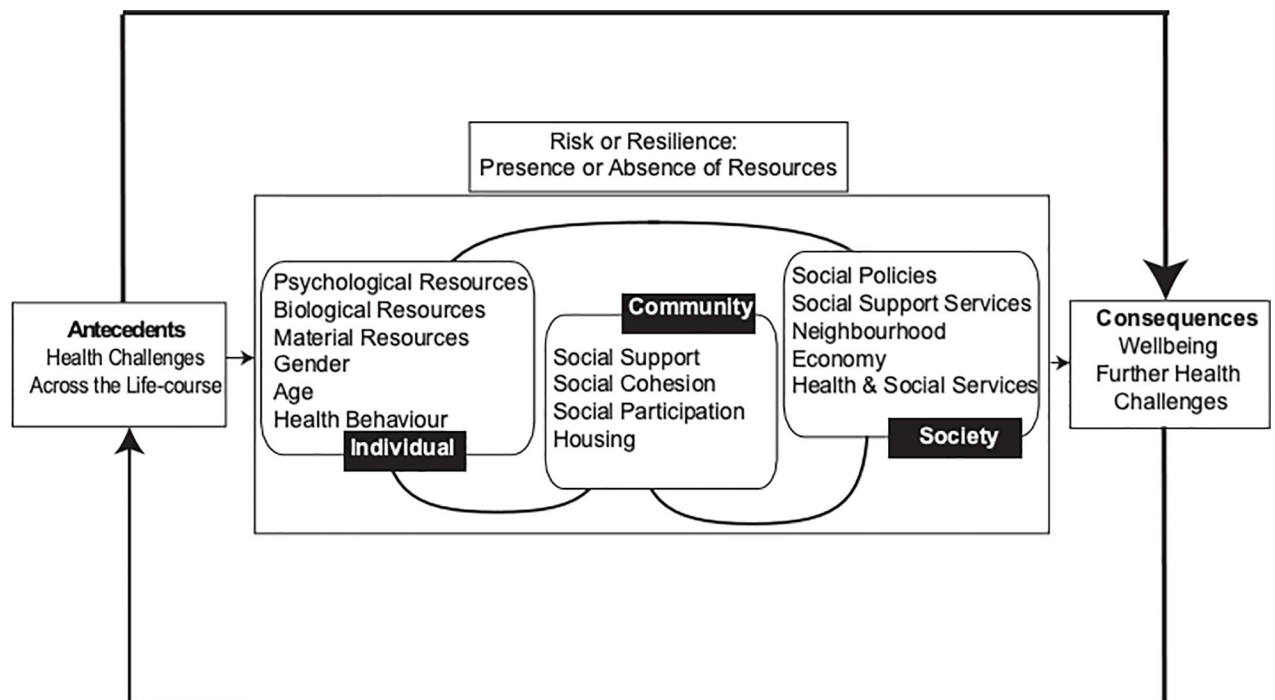 Risk or Resilience:
Presence or Absence of Resources
Antecedents
Health Challenges
Across the Life-course
Psychological Resources
Biological Resources
Material Resources
Gender
Age
Health Behaviour
Individual
Community
Social Support
Social Cohesion
Social Participation
Housing
Social Policies
Social Support Services
Neighbourhood
Economy
Health & Social Services
Society
Consequences
Wellbeing
Further Health
Challenges